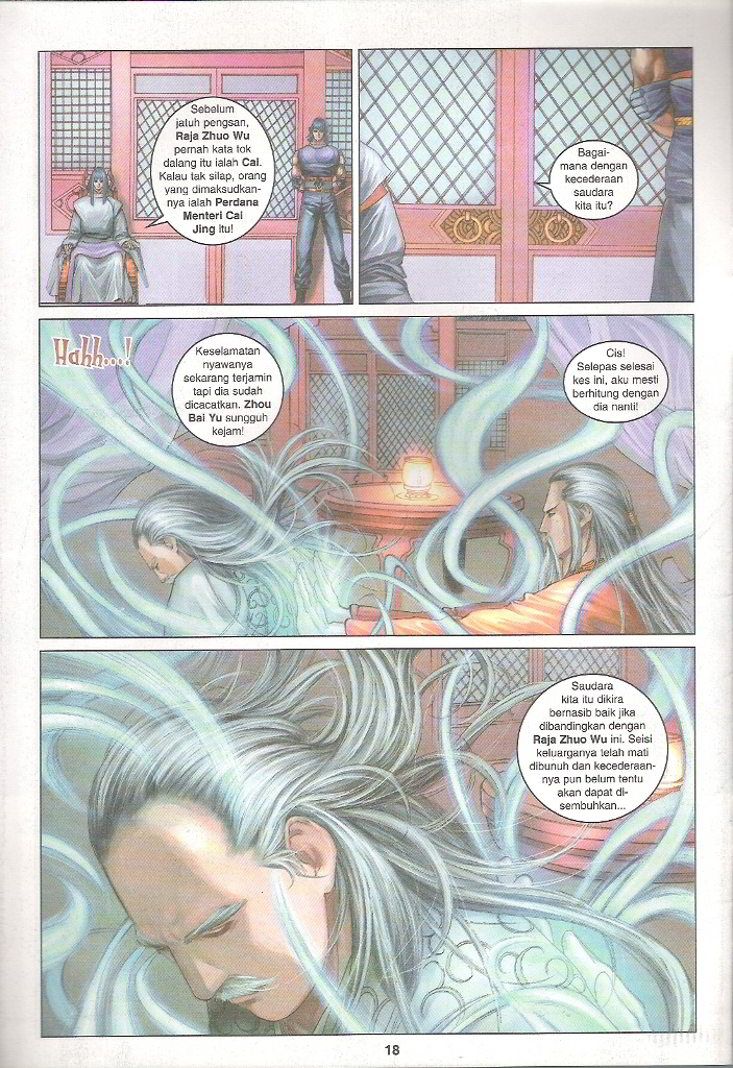 Sebelum
jatuh pengsan,
Raja Zhuo Wu
pernah kata tok
dalang itu ialah Cai.
Kalau tak silap, orang
yang dimaksudkan-
nya ialah Perdana
Menteri Cai
Jing itu!
Bagai-
mana dengan
kecederaan
saudara
kita itu?
Hahh...!
Keselamatan
nyawanya
sekarang terjamin
tapi dia sudah
dicacatkan. Zhou
Bai Yu sungguh
kejam!
Cis!
Selepas selesai
kes ini, aku mesti
berhitung dengan
dia nanti!
Saudara
kita itu dikira
bernasib baik jika
dibandingkan dengan
Raja Zhuo Wu ini. Seisi
keluarganya telah mati
dibunuh dan kecederaan-
nya pun belum tentu
akan dapat di-
sembuhkan...
18